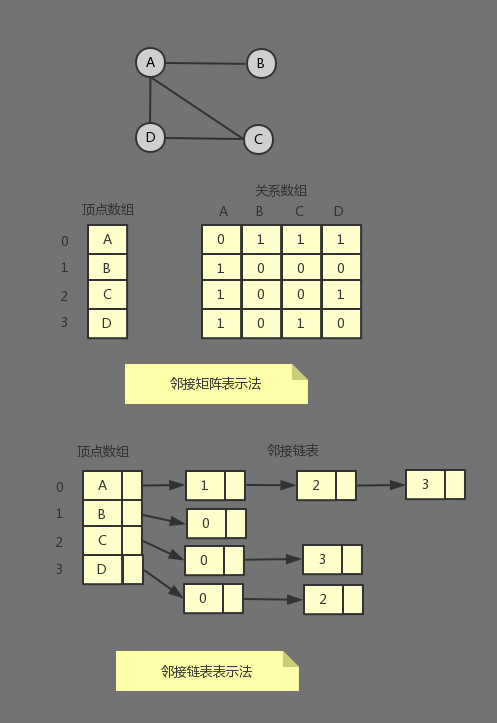 A B
D C
关系数组
顶点数组 A B C D
0 A 0 1 1 1
1 B 1 0 0 0
2 C 1 0 0 1
3 D 1 0 1 0
邻接矩阵表示法
顶点数组 邻接链表
0 A 1 2 3
1 B 0
2 C 0 3
3 D 0 2
邻接链表表示法